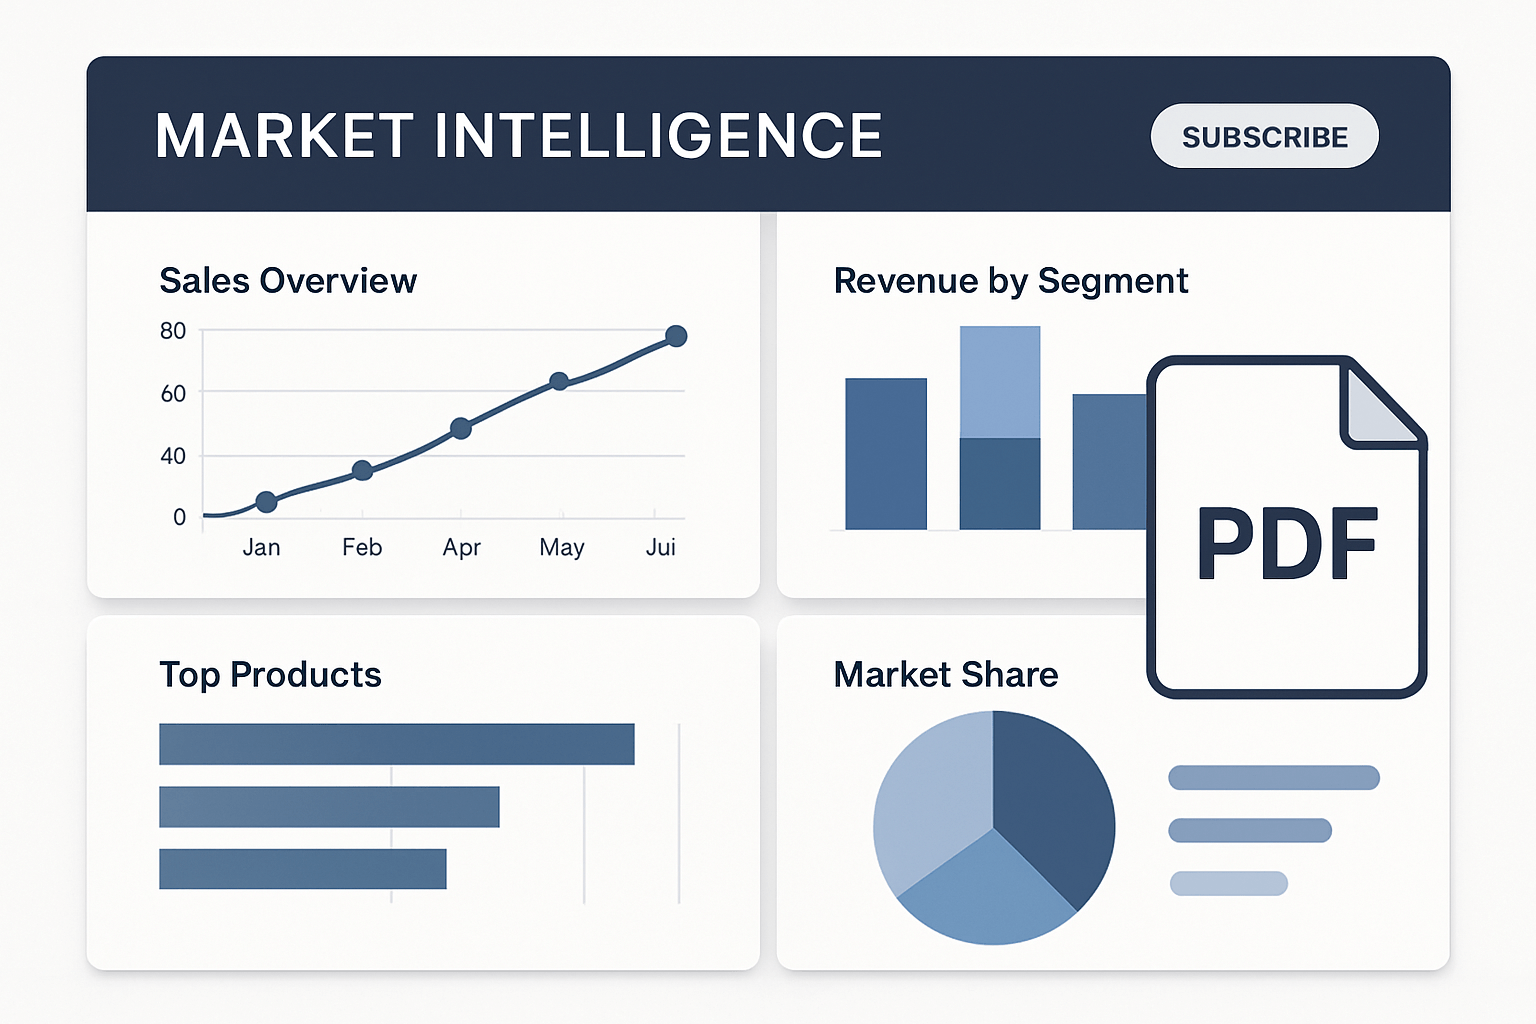 MARKET INTELLIGENCE
SUBSCRIBE
Sales Overview
80
60
40
0
Jan Feb Apr May Jui
Revenue by Segment
PDF
Top Products
Market Share